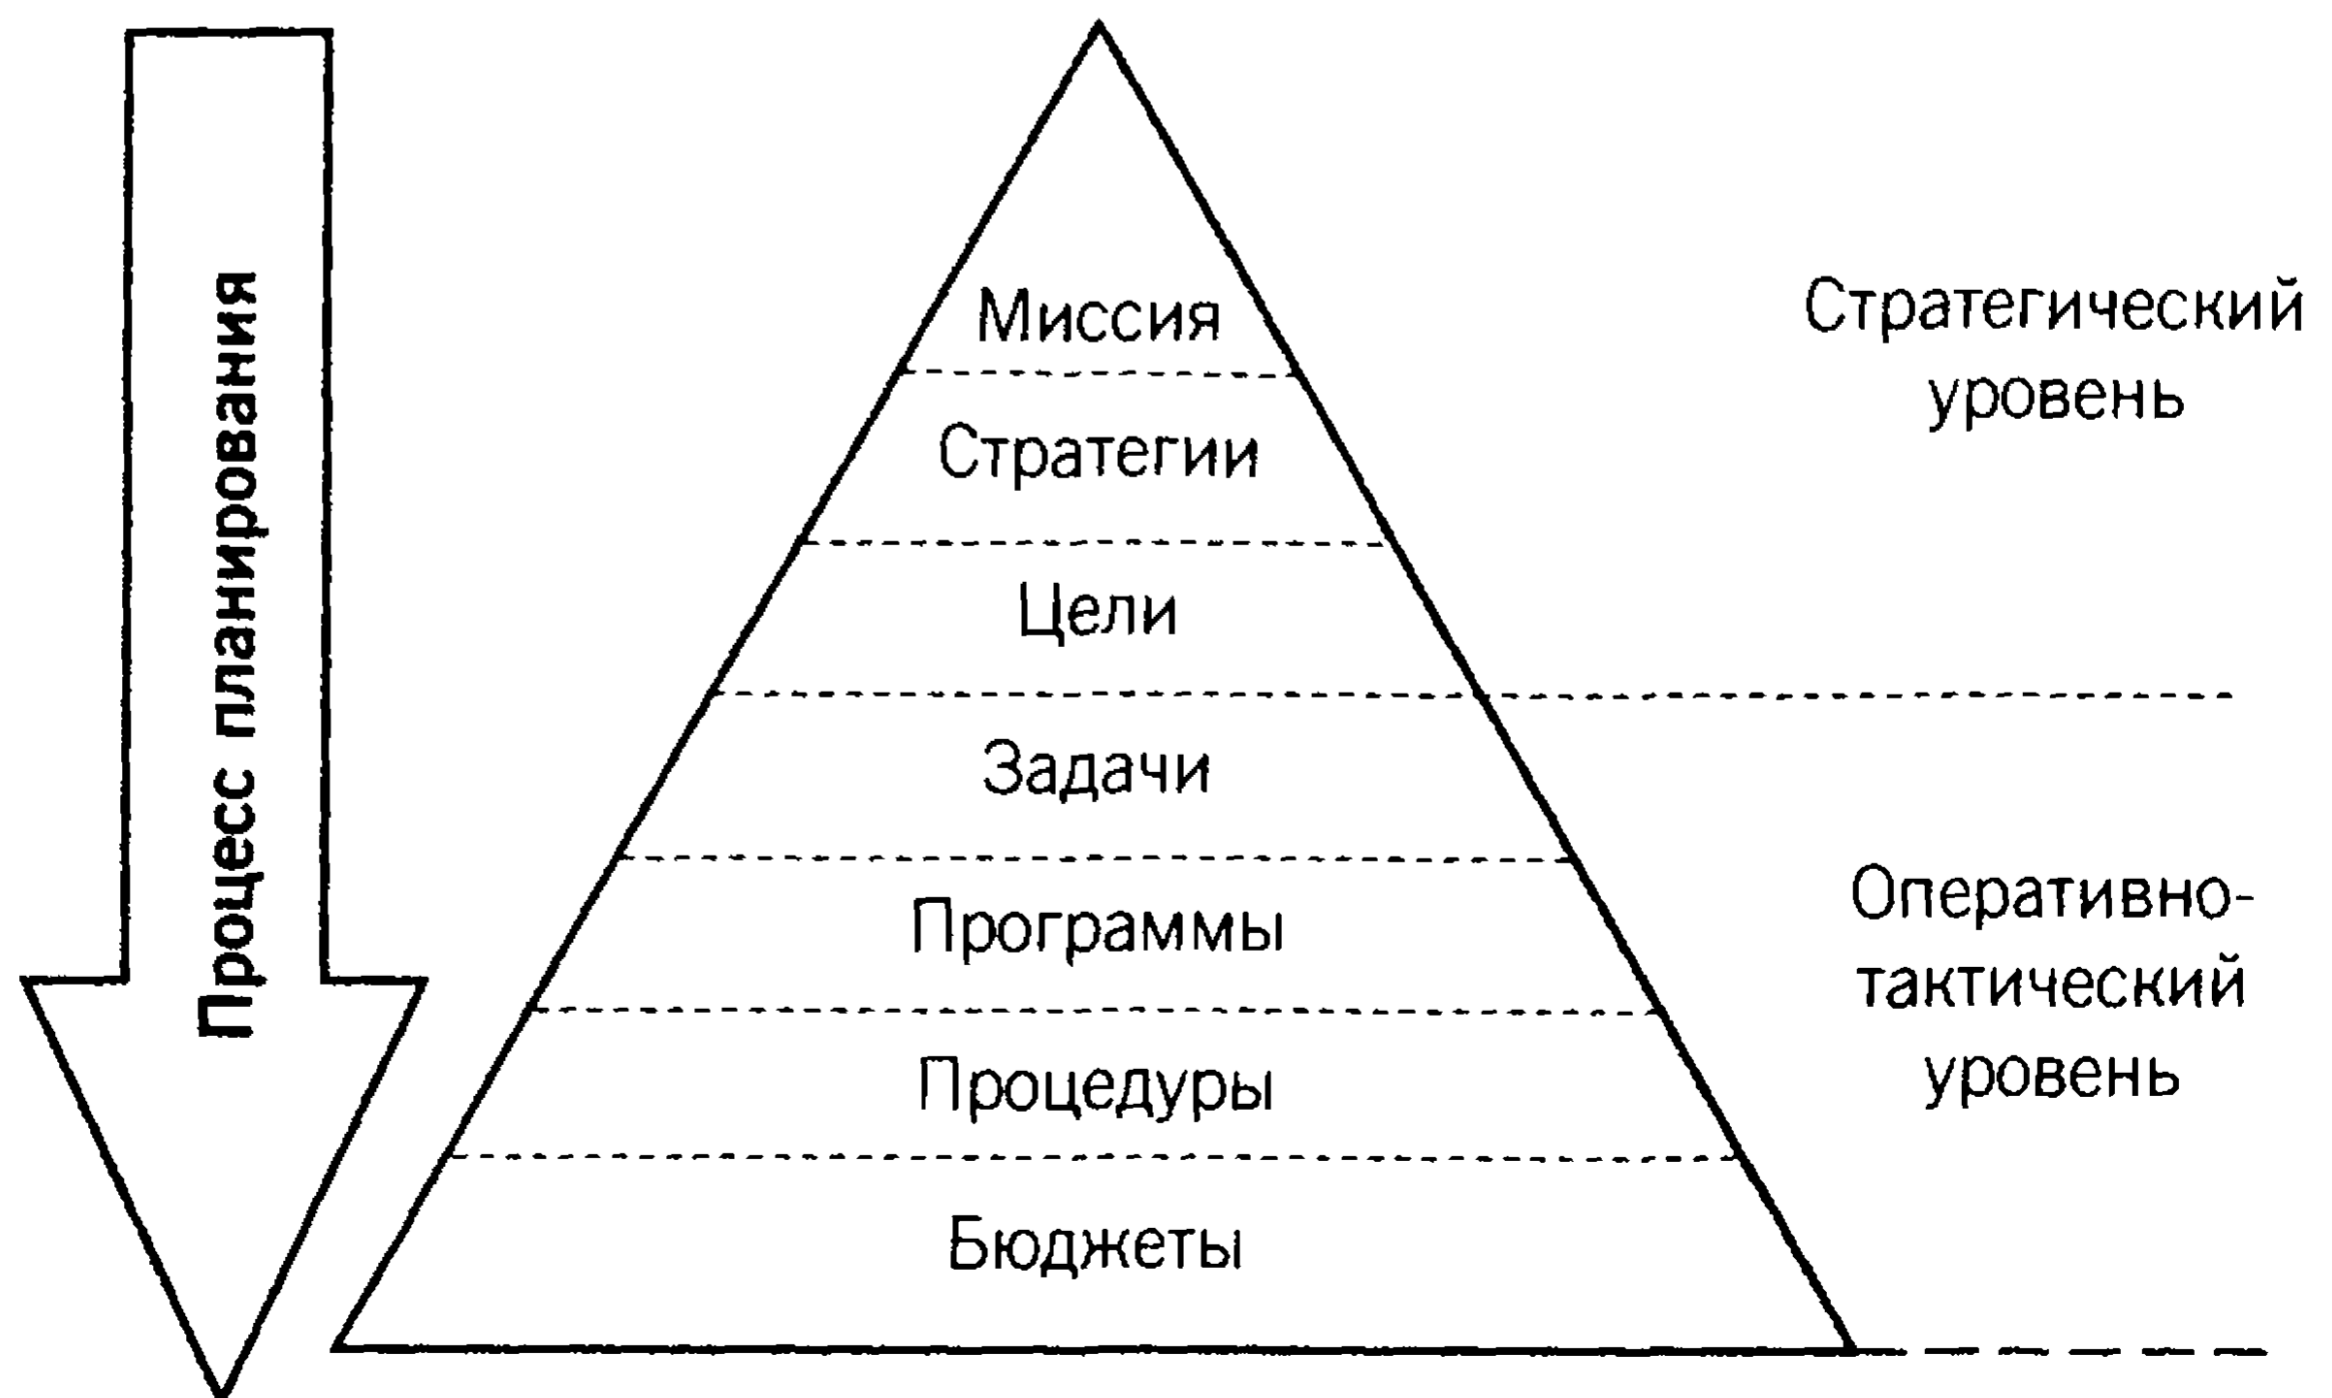 Процесс планирования
Миссия
Стратегии
Цели
Задачи
Программы
Процедуры
Бюджеты
Стратегический
уровень
Оперативно-
тактический
уровень